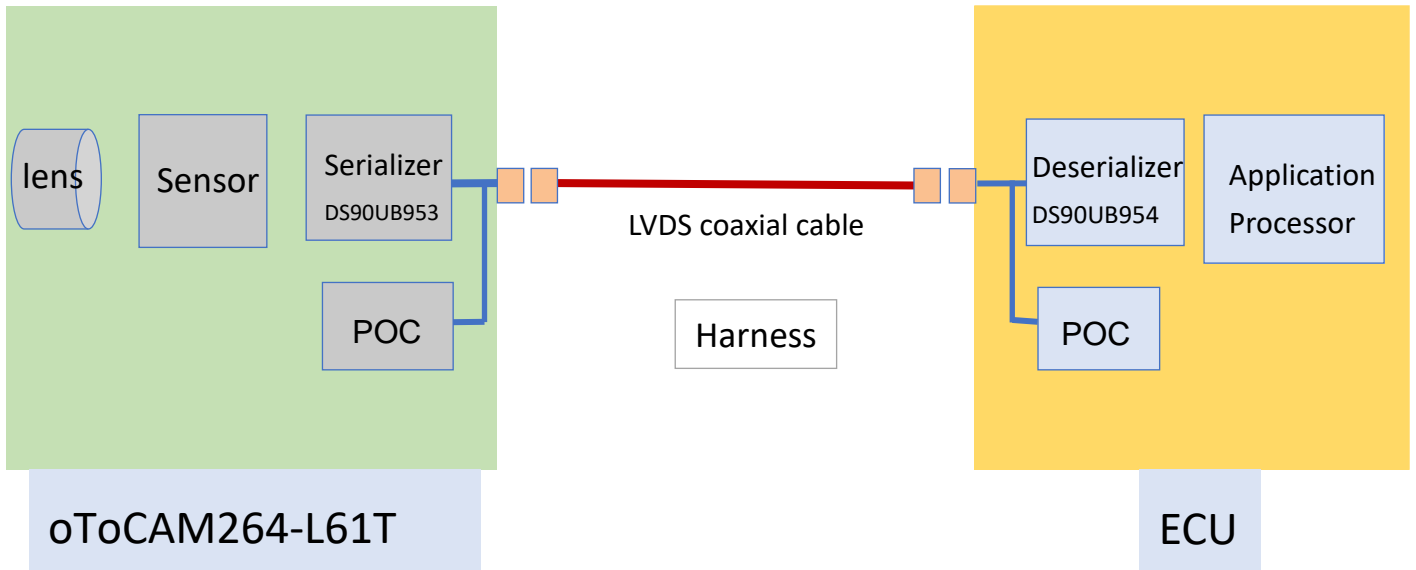 lens
Sensor
Serializer
DS90UB953
POC
LVDS coaxial cable
Harness
Deserializer
DS90UB954
Application
Processor
POC
oToCAM264-L61T
ECU